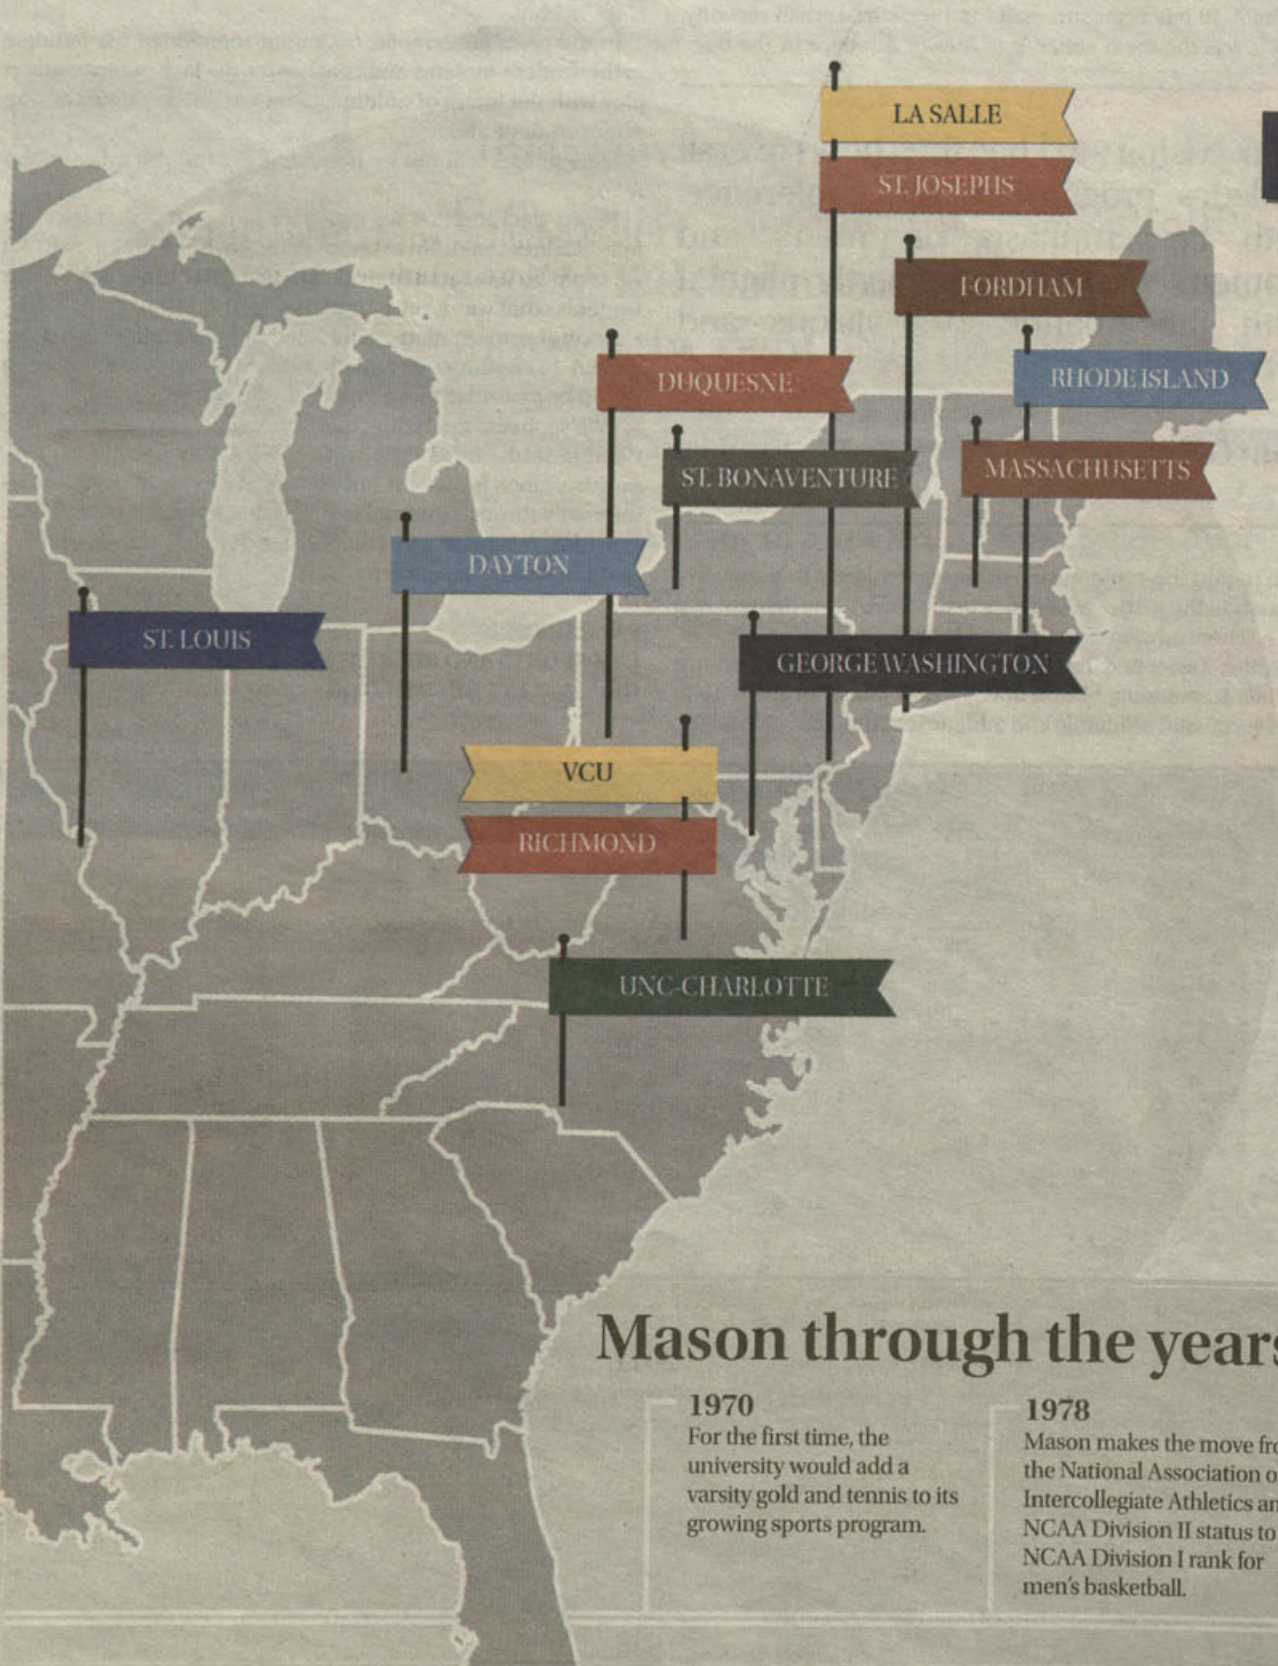 LA SALLE
ST. JOSEPHS
FORDHAM
RHODE ISLAND
DUQUESNE
MASSACHUSETTS
ST. BONAVENTURE
DAYTON
ST. LOUIS
GEORGE WASHINGTON
VCU
RICHMOND
UNC-CHARLOTTE
Mason through the years
1970
For the first time, the
university would add a
varsity gold and tennis to its
growing sports program.
1978
Mason makes the move fro
the National Association o
Intercollegiate Athletics an
NCAA Division II status to
NCAA Division I rank for
men's basketball.